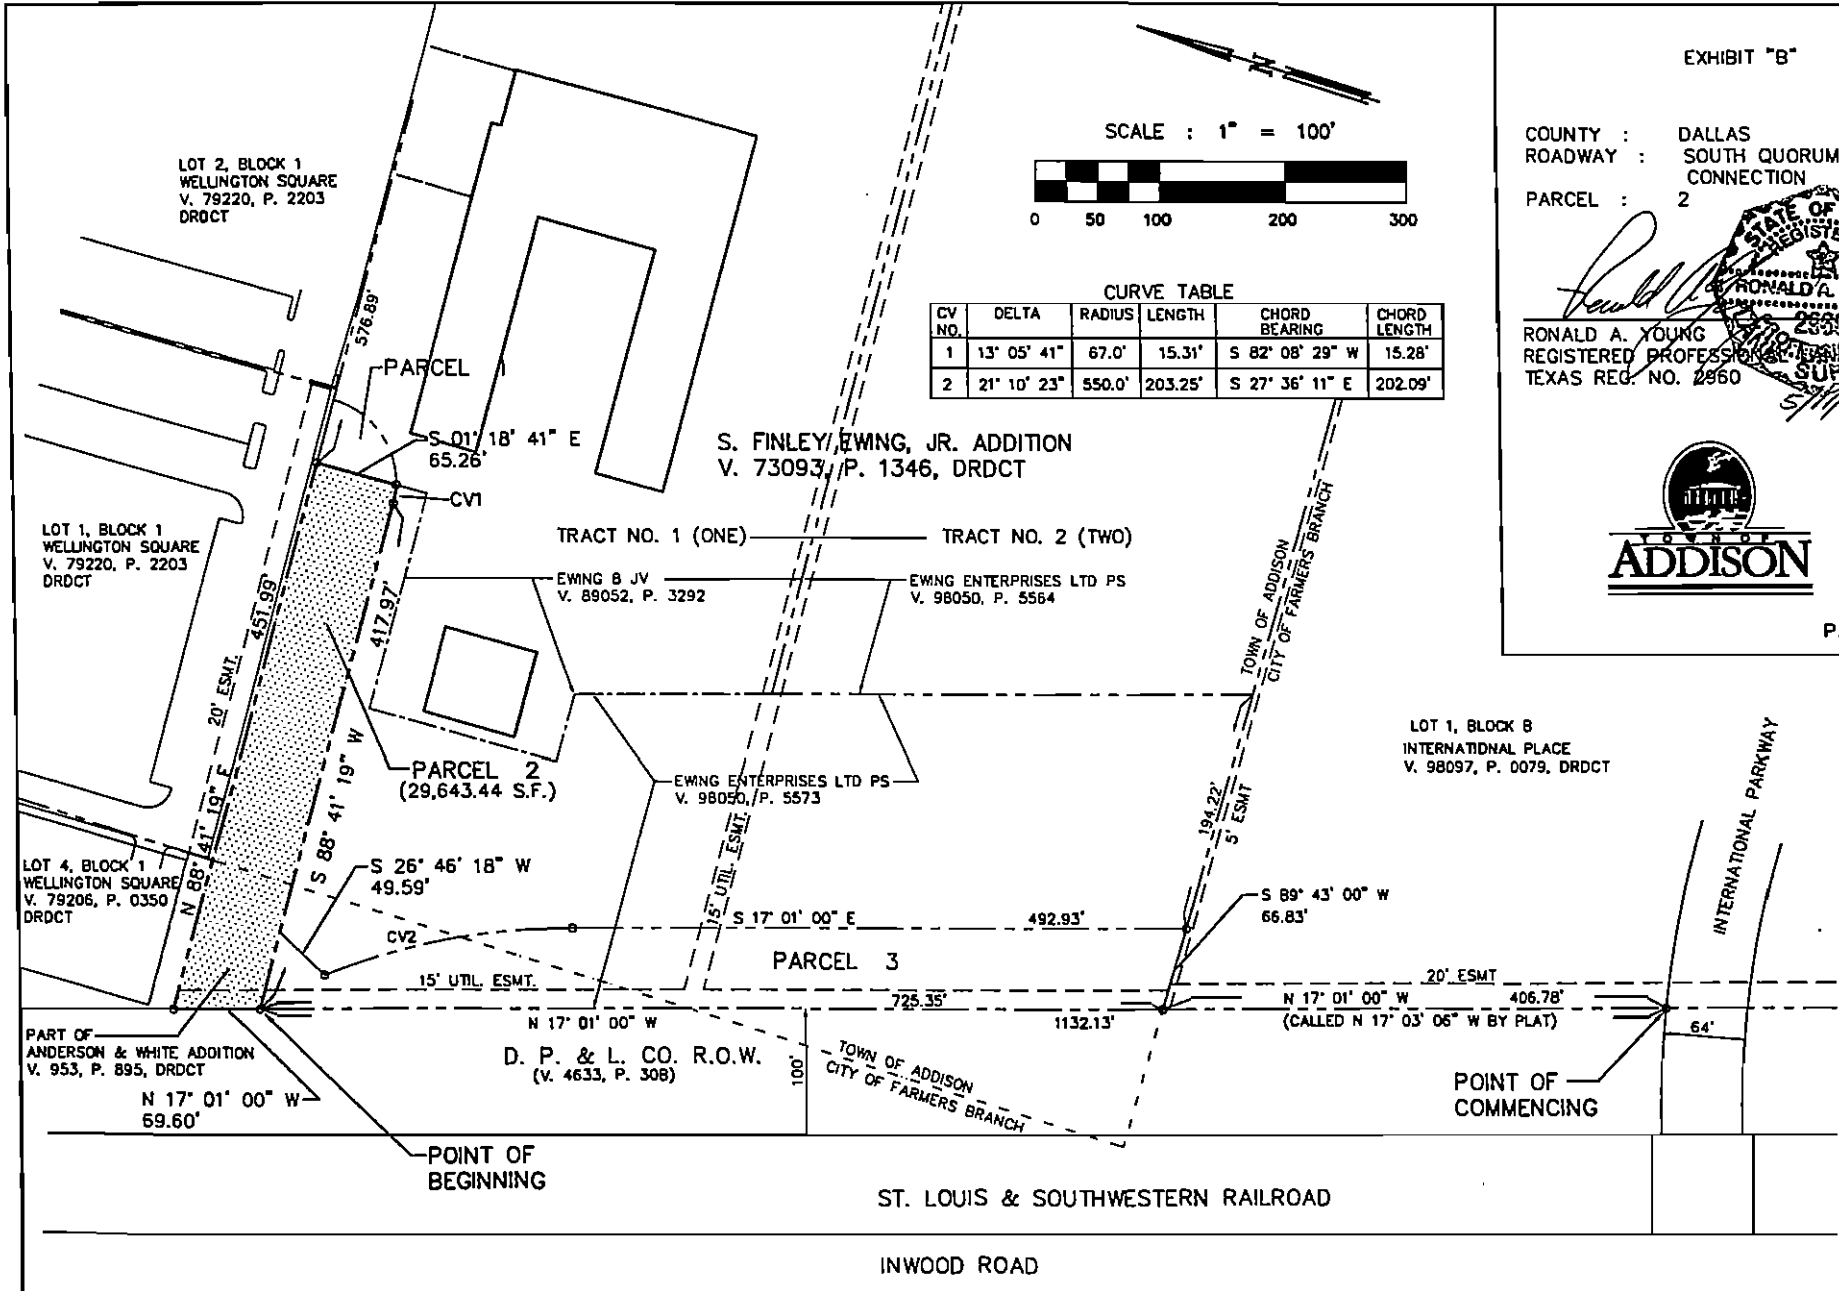 EXHIBIT "B"
COUNTY : DALLAS
ROADWAY : SOUTH QUORUM
CONNECTION
PARCEL : 2
STATE OF
RONALD A.
RONALD A. YOUNG
REGISTERED PROFESSIONAL
TEXAS REG. NO. 2960
TOWN OF
ADDISON
N
SCALE : 1" = 100'
0 50 100 200 300
CURVE TABLE
CV NO. DELTA RADIUS LENGTH CHORD BEARING CHORD LENGTH
1 13° 05' 41" 67.0' 15.31' S 82° 08' 29" W 15.28'
2 21° 10' 23" 550.0' 203.25' S 27° 36' 11" E 202.09'
LOT 2, BLOCK 1
WELLINGTON SQUARE
V. 79220, P. 2203
DRDCT
576.89'
PARCEL 1
S 01° 18' 41" E
65.26'
CV1
S. FINLEY EWING, JR. ADDITION
V. 73093, P. 1346, DRDCT
LOT 1, BLOCK 1
WELLINGTON SQUARE
V. 79220, P. 2203
DRDCT
TRACT NO. 1 (ONE)
TRACT NO. 2 (TWO)
EWING B JV
V. 89052, P. 3292
EWING ENTERPRISES LTD PS
V. 98050, P. 5564
451.99'
417.97'
20' ESMT.
TOWN OF ADDISON
CITY OF FARMERS BRANCH
LOT 1, BLOCK B
INTERNATIONAL PLACE
V. 98097, P. 0079, DRDCT
INTERNATIONAL PARKWAY
PARCEL 2
(29,643.44 S.F.)
EWING ENTERPRISES LTD PS
V. 98050, P. 5573
N 88° 41' 19" E
S 88° 41' 19" W
194.22'
5' ESMT
15' UTIL. ESMT.
LOT 4, BLOCK 1
WELLINGTON SQUARE
V. 79206, P. 0350
DRDCT
S 26° 46' 18" W
49.59'
CV2
S 17° 01' 00" E 492.93'
S 89° 43' 00" W
66.83'
PARCEL 3
15' UTIL. ESMT.
20' ESMT
725.35'
N 17° 01' 00" W
1132.13'
N 17° 01' 00" W 406.78'
(CALLED N 17° 03' 06" W BY PLAT)
64'
PART OF
ANDERSON & WHITE ADDITION
V. 953, P. 895, DRDCT
D. P. & L. CO. R.O.W.
(V. 4633, P. 308)
100'
TOWN OF ADDISON
CITY OF FARMERS BRANCH
N 17° 01' 00" W
69.60'
POINT OF
COMMENCING
POINT OF
BEGINNING
ST. LOUIS & SOUTHWESTERN RAILROAD
INWOOD ROAD